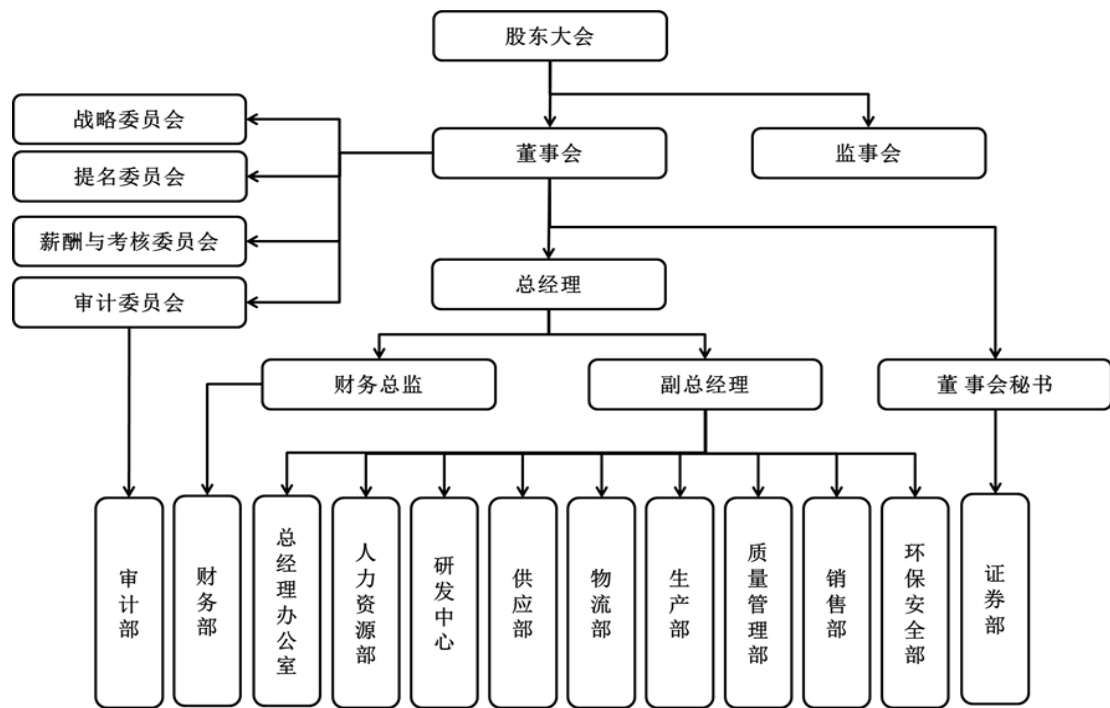 股东大会
战略委员会
董事会
监事会
提名委员会
薪酬与考核委员会
总经理
审计委员会
财务总监
副总经理
董事会秘书
审计部
财务部
总经理办公室
人力资源部
研发中心
供应部
物流部
生产部
质量管理部
销售部
环保安全部
证券部